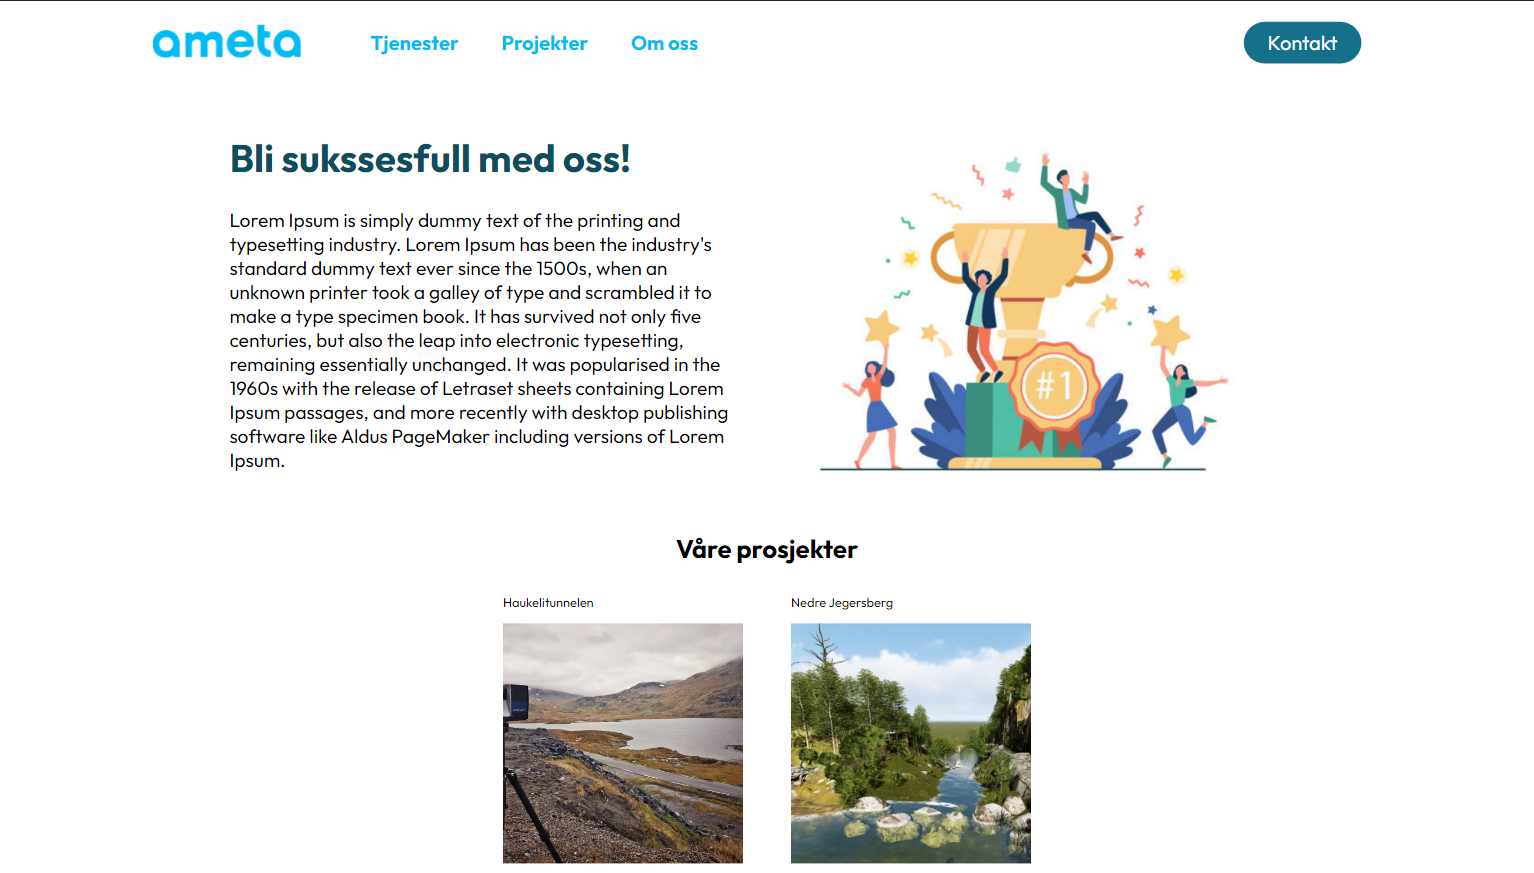 ameta
Tjenester
Projekter
Om oss
Kontakt
Bli sukssesfull med oss!
Lorem Ipsum is simply dummy text of the printing and
typesetting industry. Lorem Ipsum has been the industry's
standard dummy text ever since the 1500s, when an
unknown printer took a galley of type and scrambled it to
make a type specimen book. It has survived not only five
centuries, but also the leap into electronic typesetting,
remaining essentially unchanged. It was popularised in the
1960s with the release of Letraset sheets containing Lorem
Ipsum passages, and more recently with desktop publishing
software like Aldus PageMaker including versions of Lorem
Ipsum.
#1
Våre prosjekter
Haukelitunnelen
Nedre Jegersberg